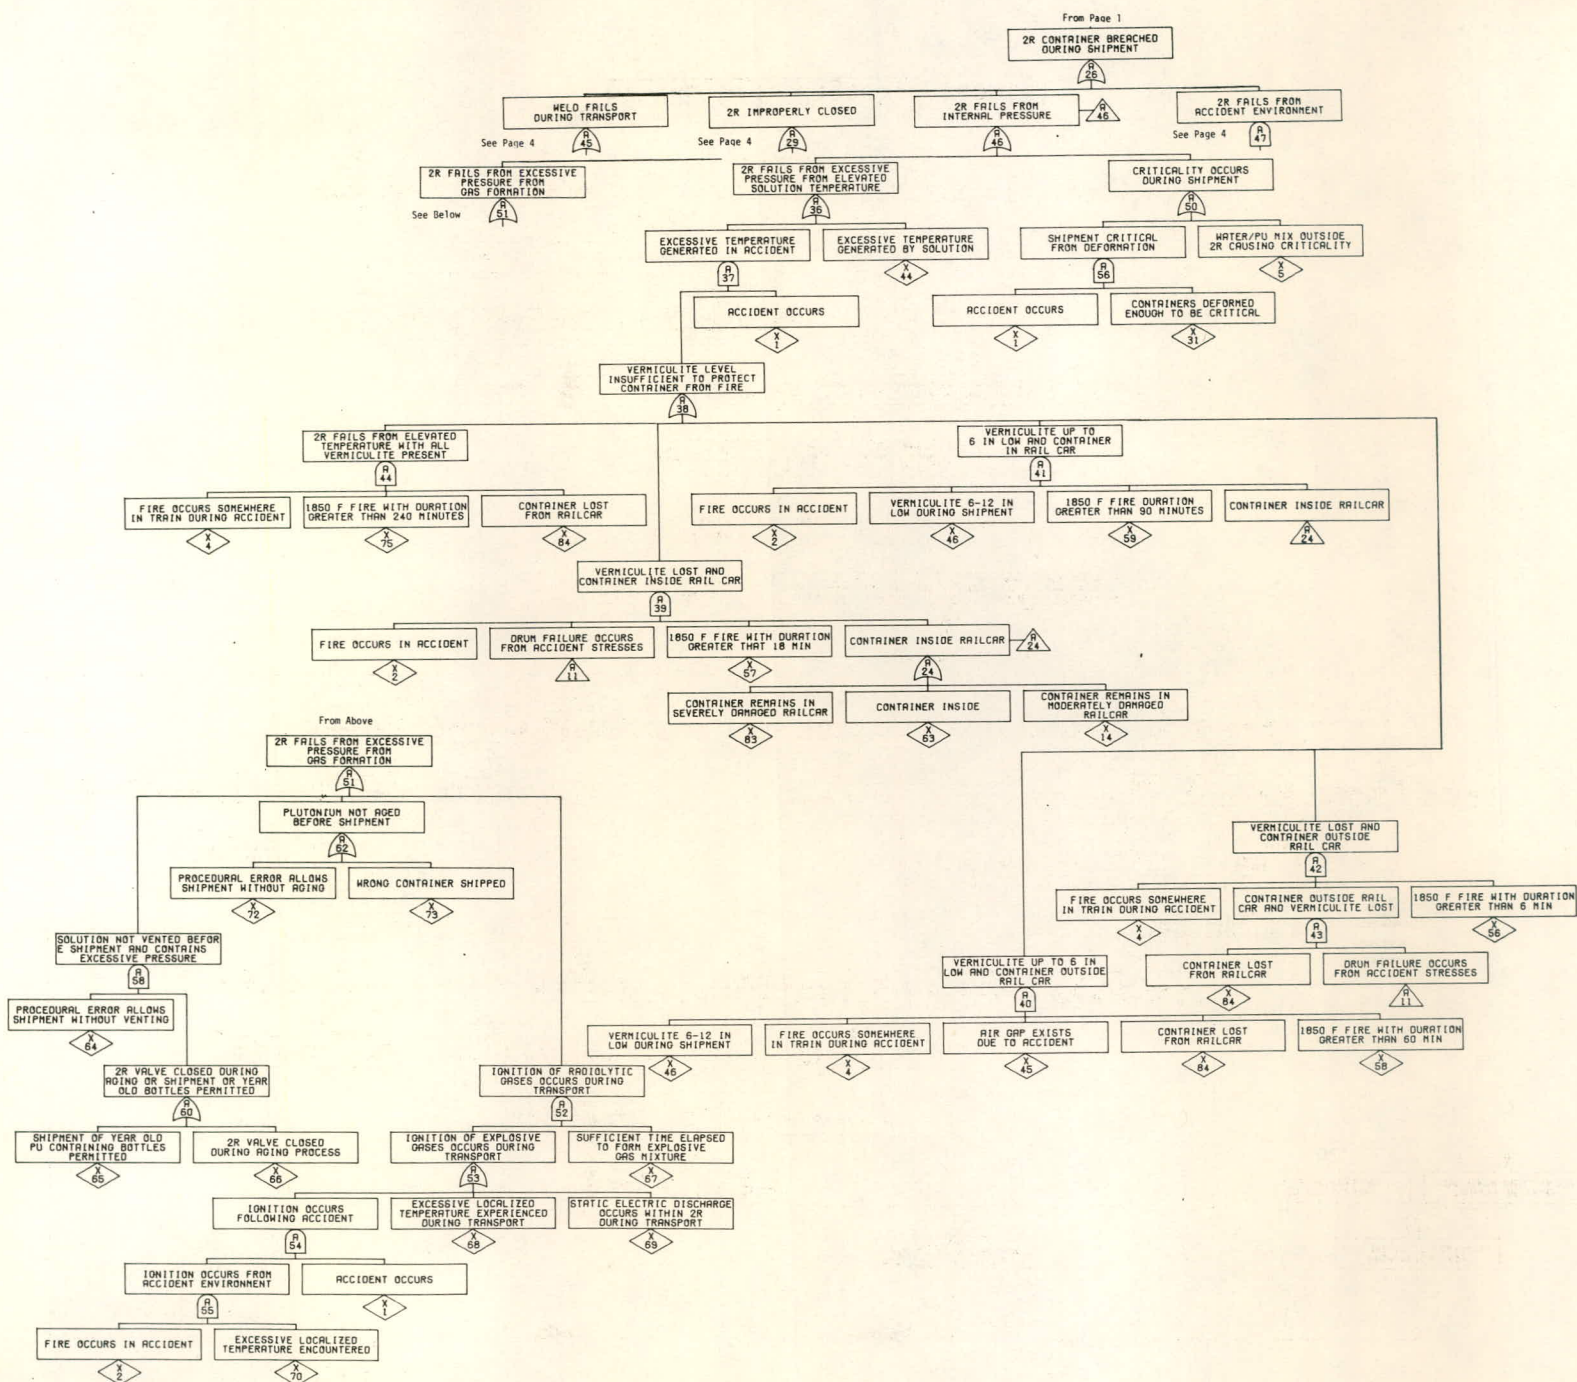 From Page 1
2R CONTAINER BREACHED
DURING SHIPMENT
A
26
WELD FAILS
DURING TRANSPORT
A
45
See Page 4
2R IMPROPERLY CLOSED
A
29
See Page 4
2R FAILS FROM
INTERNAL PRESSURE
A
46
A
46
2R FAILS FROM
ACCIDENT ENVIRONMENT
A
47
See Page 4
2R FAILS FROM EXCESSIVE
PRESSURE FROM
GAS FORMATION
A
51
See Below
2R FAILS FROM EXCESSIVE
PRESSURE FROM ELEVATED
SOLUTION TEMPERATURE
A
36
CRITICALITY OCCURS
DURING SHIPMENT
A
50
EXCESSIVE TEMPERATURE
GENERATED IN ACCIDENT
A
37
EXCESSIVE TEMPERATURE
GENERATED BY SOLUTION
X
44
SHIPMENT CRITICAL
FROM DEFORMATION
A
56
WATER/PU MIX OUTSIDE
2R CAUSING CRITICALITY
X
5
ACCIDENT OCCURS
X
1
ACCIDENT OCCURS
X
1
CONTAINERS DEFORMED
ENOUGH TO BE CRITICAL
X
31
VERMICULITE LEVEL
INSUFFICIENT TO PROTECT
CONTAINER FROM FIRE
A
38
2R FAILS FROM ELEVATED
TEMPERATURE WITH ALL
VERMICULITE PRESENT
A
44
VERMICULITE UP TO
6 IN LOW AND CONTAINER
IN RAIL CAR
A
41
FIRE OCCURS SOMEWHERE
IN TRAIN DURING ACCIDENT
X
4
1850 F FIRE WITH DURATION
GREATER THAN 240 MINUTES
X
75
CONTAINER LOST
FROM RAILCAR
X
84
FIRE OCCURS IN ACCIDENT
X
2
VERMICULITE 6-12 IN
LOW DURING SHIPMENT
X
46
1850 F FIRE DURATION
GREATER THAN 90 MINUTES
X
59
CONTAINER INSIDE RAILCAR
A
24
VERMICULITE LOST AND
CONTAINER INSIDE RAIL CAR
A
39
FIRE OCCURS IN ACCIDENT
X
2
DRUM FAILURE OCCURS
FROM ACCIDENT STRESSES
A
11
1850 F FIRE WITH DURATION
GREATER THAT 18 MIN
X
57
CONTAINER INSIDE RAILCAR
A
24
A
24
CONTAINER REMAINS IN
SEVERELY DAMAGED RAILCAR
X
83
CONTAINER INSIDE
X
63
CONTAINER REMAINS IN
MODERATELY DAMAGED
RAILCAR
X
14
From Above
2R FAILS FROM EXCESSIVE
PRESSURE FROM
GAS FORMATION
A
51
PLUTONIUM NOT AGED
BEFORE SHIPMENT
A
62
PROCEDURAL ERROR ALLOWS
SHIPMENT WITHOUT AGING
X
72
WRONG CONTAINER SHIPPED
X
73
VERMICULITE LOST AND
CONTAINER OUTSIDE
RAIL CAR
A
42
FIRE OCCURS SOMEWHERE
IN TRAIN DURING ACCIDENT
X
4
CONTAINER OUTSIDE RAIL
CAR AND VERMICULITE LOST
A
43
1850 F FIRE WITH DURATION
GREATER THAN 6 MIN
X
56
SOLUTION NOT VENTED BEFOR
E SHIPMENT AND CONTAINS
EXCESSIVE PRESSURE
A
58
VERMICULITE UP TO 6 IN
LOW AND CONTAINER OUTSIDE
RAIL CAR
A
40
CONTAINER LOST
FROM RAILCAR
X
84
DRUM FAILURE OCCURS
FROM ACCIDENT STRESSES
A
11
PROCEDURAL ERROR ALLOWS
SHIPMENT WITHOUT VENTING
X
64
VERMICULITE 6-12 IN
LOW DURING SHIPMENT
X
46
FIRE OCCURS SOMEWHERE
IN TRAIN DURING ACCIDENT
X
4
AIR GAP EXISTS
DUE TO ACCIDENT
X
45
CONTAINER LOST
FROM RAILCAR
X
84
1850 F FIRE WITH DURATION
GREATER THAN 60 MIN
X
58
2R VALVE CLOSED DURING
AGING OR SHIPMENT OR YEAR
OLD BOTTLES PERMITTED
A
60
IGNITION OF RADIOLYTIC
GASES OCCURS DURING
TRANSPORT
A
52
SHIPMENT OF YEAR OLD
PU CONTAINING BOTTLES
PERMITTED
X
65
2R VALVE CLOSED
DURING AGING PROCESS
X
66
IGNITION OF EXPLOSIVE
GASES OCCURS DURING
TRANSPORT
A
53
SUFFICIENT TIME ELAPSED
TO FORM EXPLOSIVE
GAS MIXTURE
X
67
IGNITION OCCURS
FOLLOWING ACCIDENT
A
54
EXCESSIVE LOCALIZED
TEMPERATURE EXPERIENCED
DURING TRANSPORT
X
68
STATIC ELECTRIC DISCHARGE
OCCURS WITHIN 2R
DURING TRANSPORT
X
69
IGNITION OCCURS FROM
ACCIDENT ENVIRONMENT
A
55
ACCIDENT OCCURS
X
1
FIRE OCCURS IN ACCIDENT
X
2
EXCESSIVE LOCALIZED
TEMPERATURE ENCOUNTERED
X
70